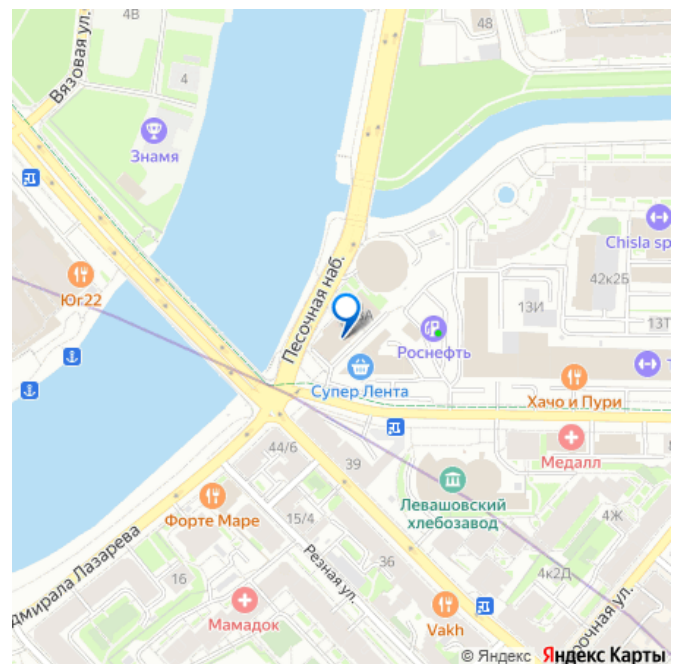 4В
48
Вязовая ул.
4
Знамя
Chisla sp
Песочная наб.
42к2Б
Юг22
13И
13Т
Роснефть
Супер Лента
Хачо и Пури
Медалл
44/6
39
Левашовский
хлебозавод
Форте Маре
15/4
4Ж
дмирала Лазарева
Резная ул.
36
16
4к2Д
Мамадок
Vakh
рочная ул.
© Яндекс Яндекс Карты